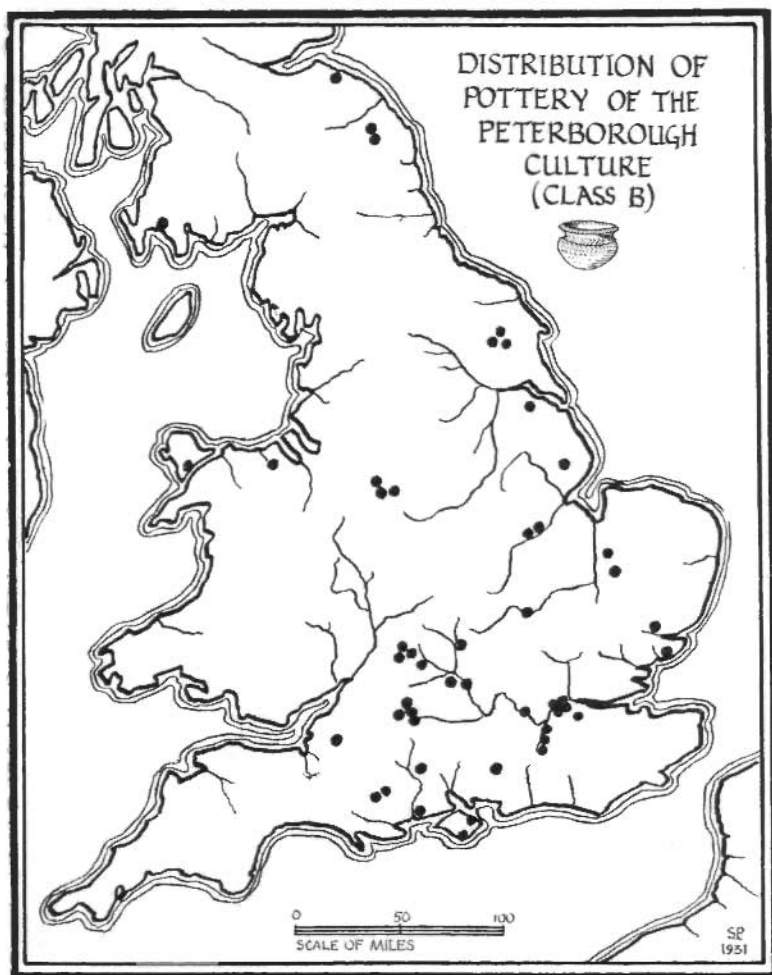 DISTRIBUTION OF
POTTERY OF THE
PETERBOROUGH
CULTURE
(CLASS B)
0 50 100
SCALE OF MILES
SP
1931